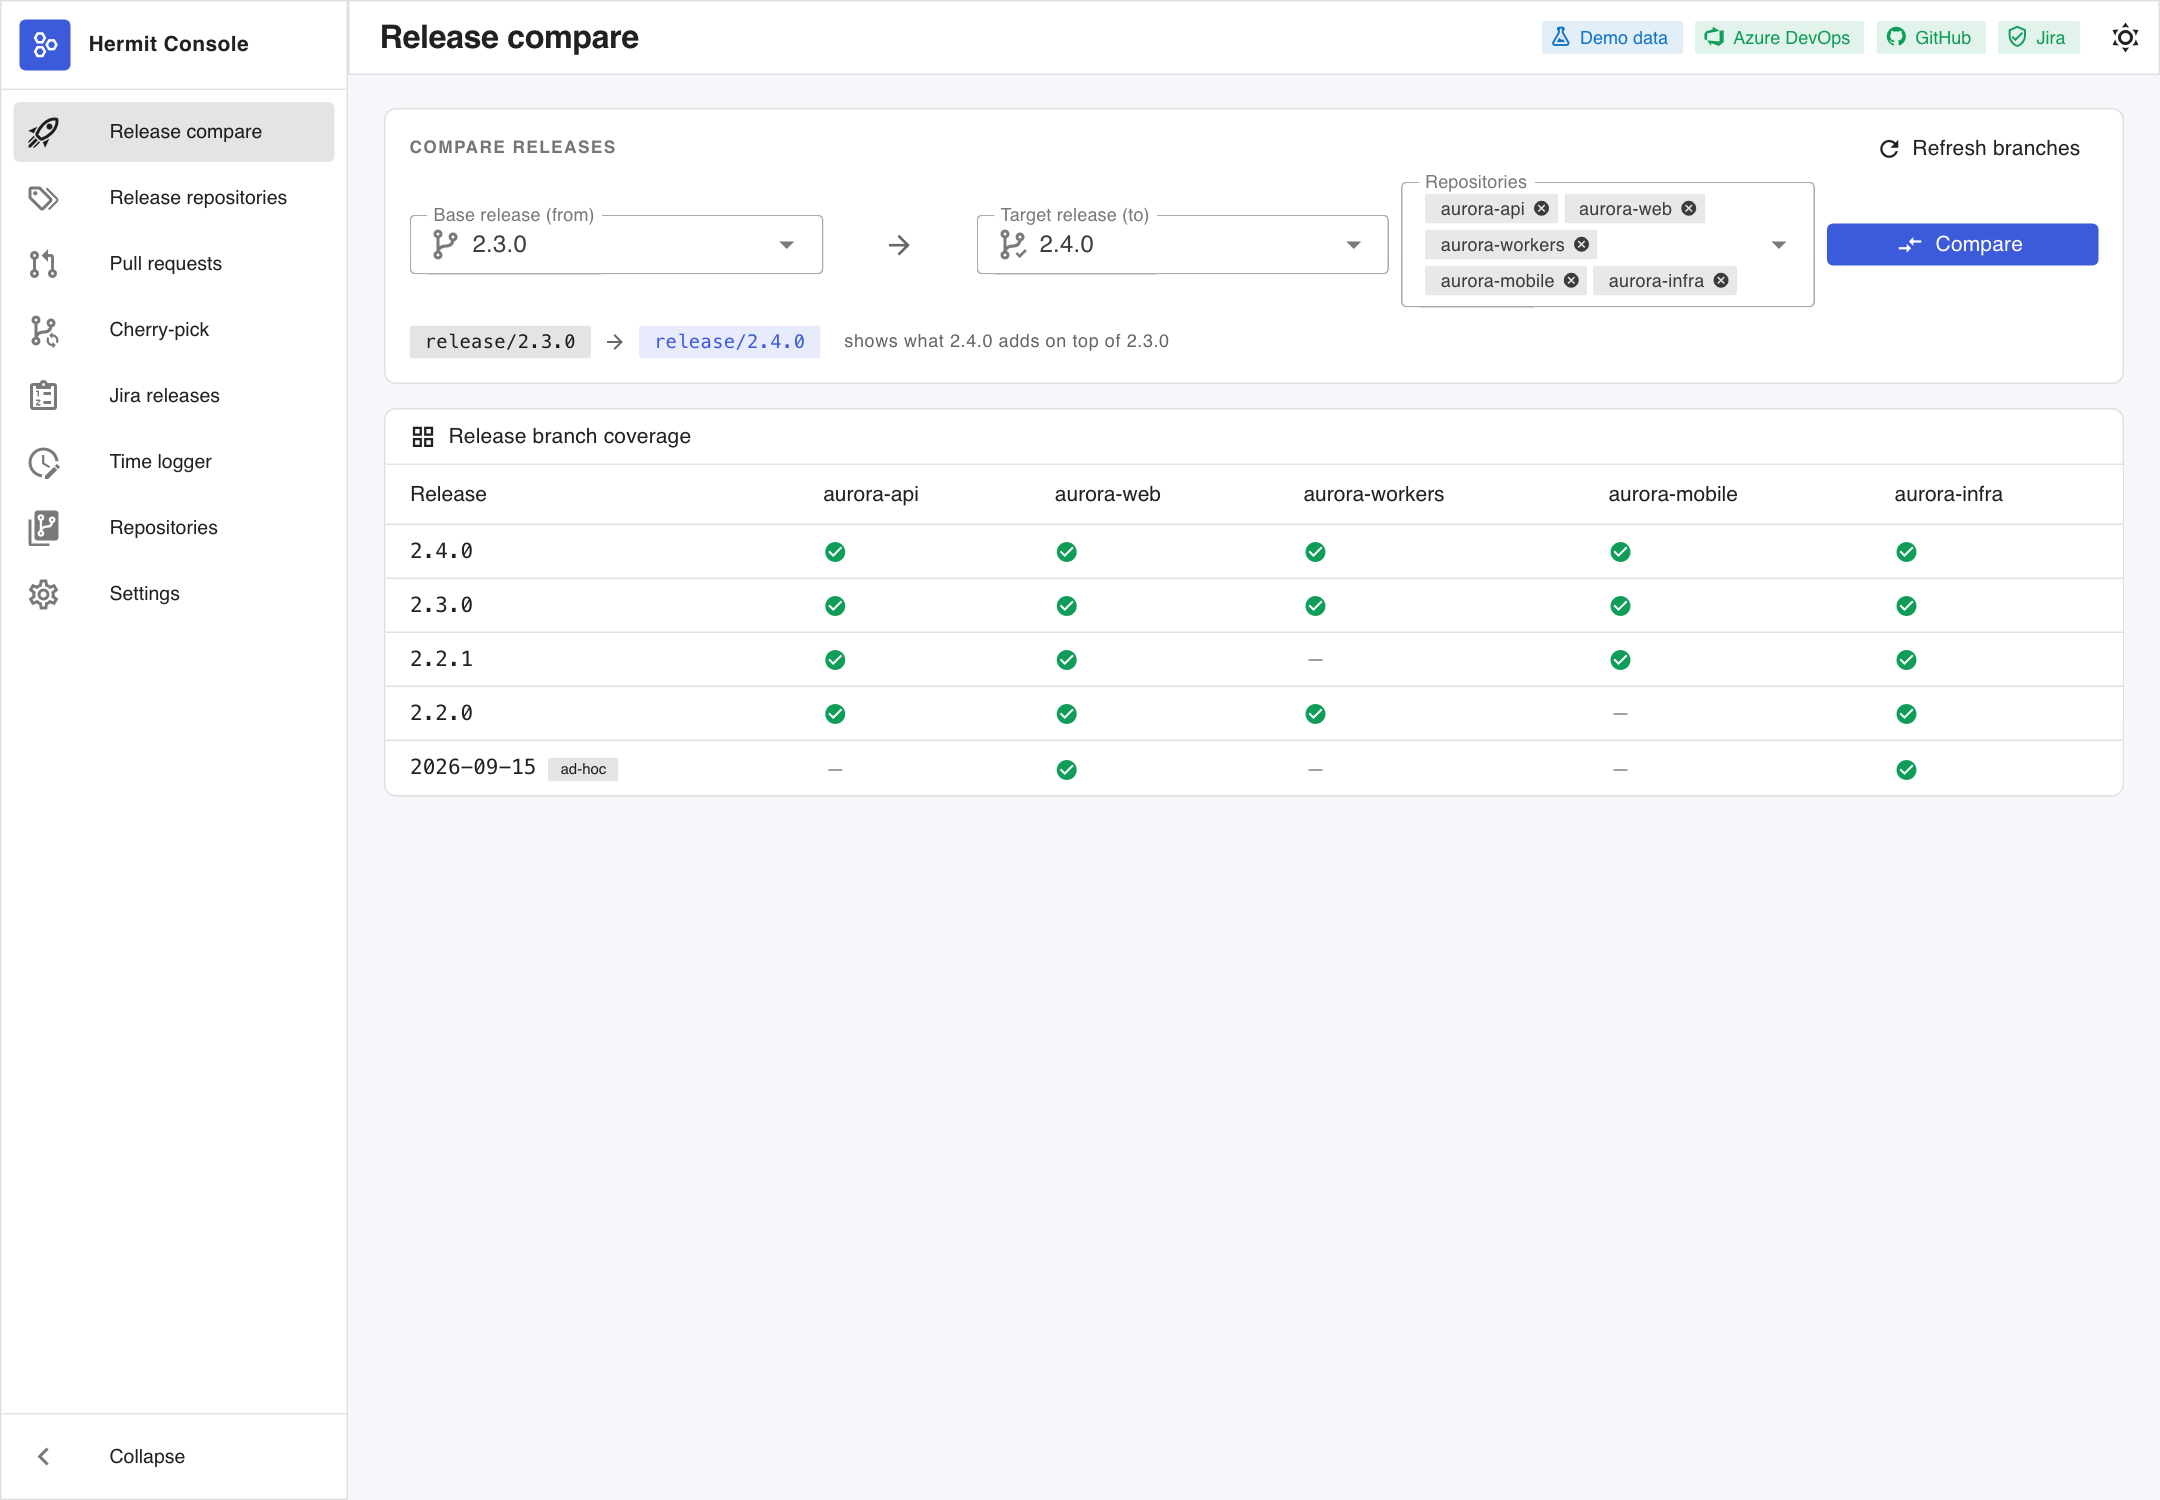 Hermit Console
Release compare
Release repositories
Pull requests
Cherry-pick
Jira releases
Time logger
Repositories
Settings
Collapse
Release compare
Demo data
Azure DevOps
GitHub
Jira
COMPARE RELEASES
Refresh branches
Base release (from)
2.3.0
Target release (to)
2.4.0
Repositories
aurora-api aurora-web
aurora-workers
aurora-mobile aurora-infra
Compare
release/2.3.0 → release/2.4.0 shows what 2.4.0 adds on top of 2.3.0
Release branch coverage
Release aurora-api aurora-web aurora-workers aurora-mobile aurora-infra
2.4.0
2.3.0
2.2.1 –
2.2.0 –
2026-09-15 ad-hoc – – –